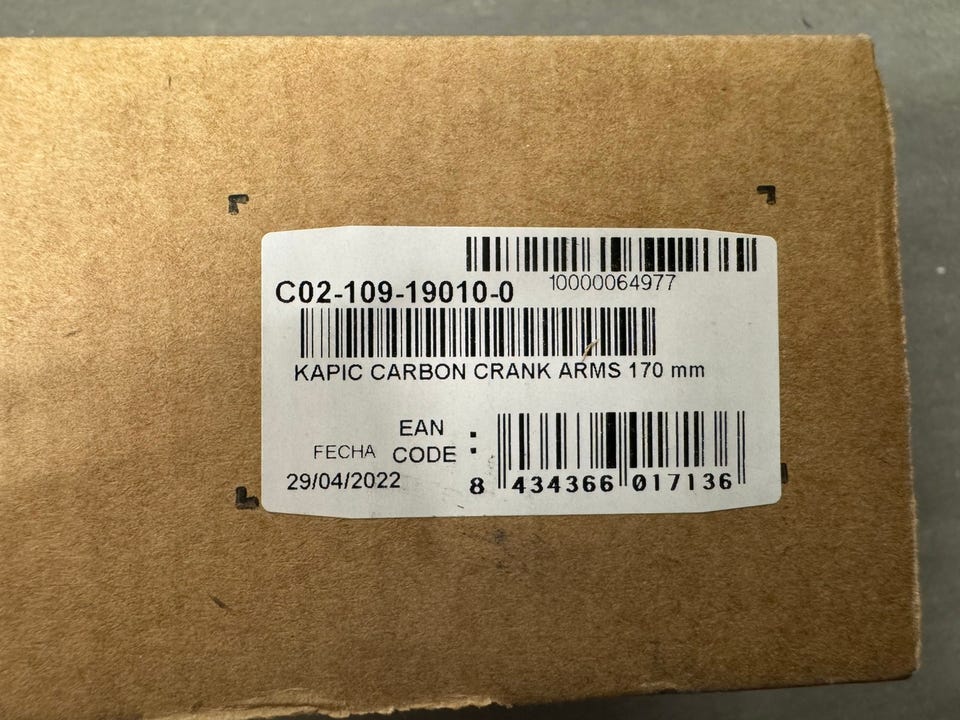 10000064977
C02-109-19010-0
KAPIC CARBON CRANK ARMS 170 mm
EAN
CODE :
FECHA
29/04/2022
8 434366 017136